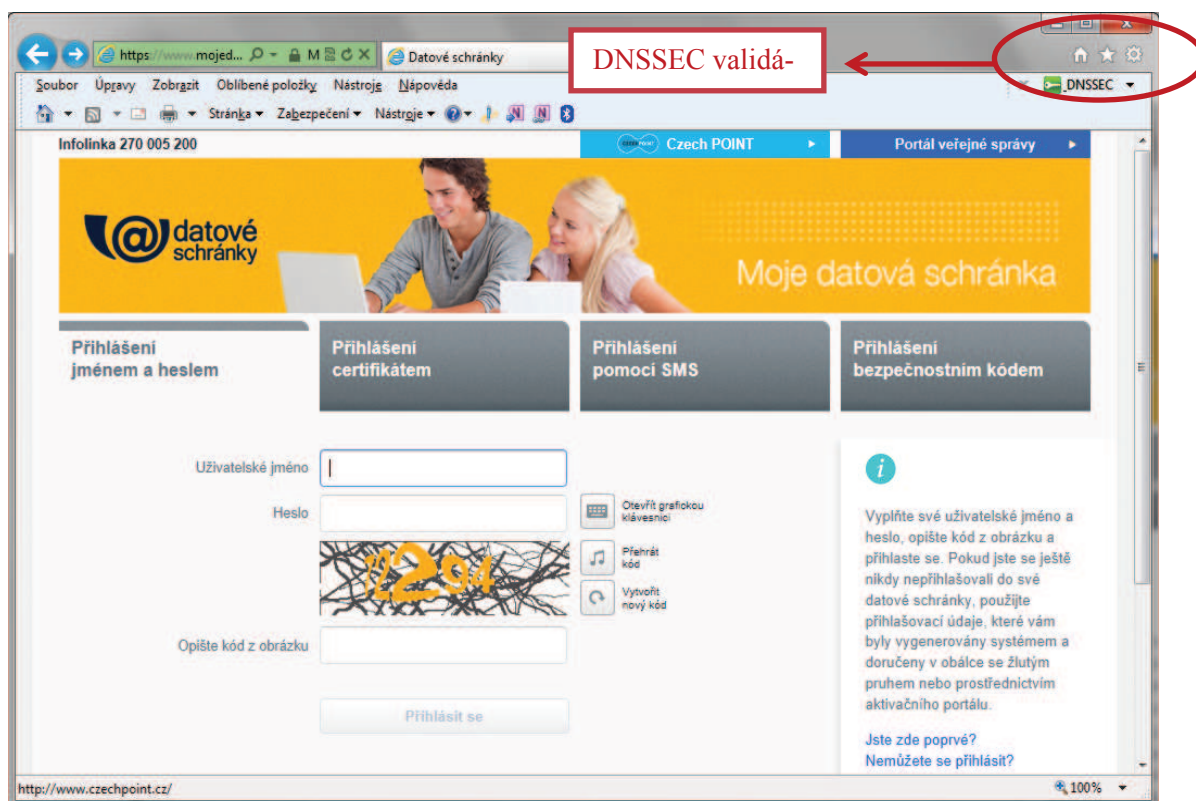 https://www.mojed...
Datové schránky
DNSSEC validá-
Soubor Úpravy Zobrazit Oblíbené položky Nástroje Nápověda
DNSSEC
Stránka Zabezpečení Nástroje
Infolinka 270 005 200
Czech POINT
Portál veřejné správy
@ datové
schránky
Moje datová schránka
Přihlášení
jménem a heslem
Přihlášení
certifikátem
Přihlášení
pomocí SMS
Přihlášení
bezpečnostním kódem
Uživatelské jméno
Heslo
Otevřít grafickou
klávesnici
12294
Přehrát
kód
Vytvořit
nový kód
Opište kód z obrázku
Přihlásit se
i
Vyplňte své uživatelské jméno a
heslo, opište kód z obrázku a
přihlaste se. Pokud jste se ještě
nikdy nepřihlašovali do své
datové schránky, použijte
přihlašovací údaje, které vám
byly vygenerovány systémem a
doručeny v obálce se žlutým
pruhem nebo prostřednictvím
aktivačního portálu.
Jste zde poprvé?
Nemůžete se přihlásit?
http://www.czechpoint.cz/
100%